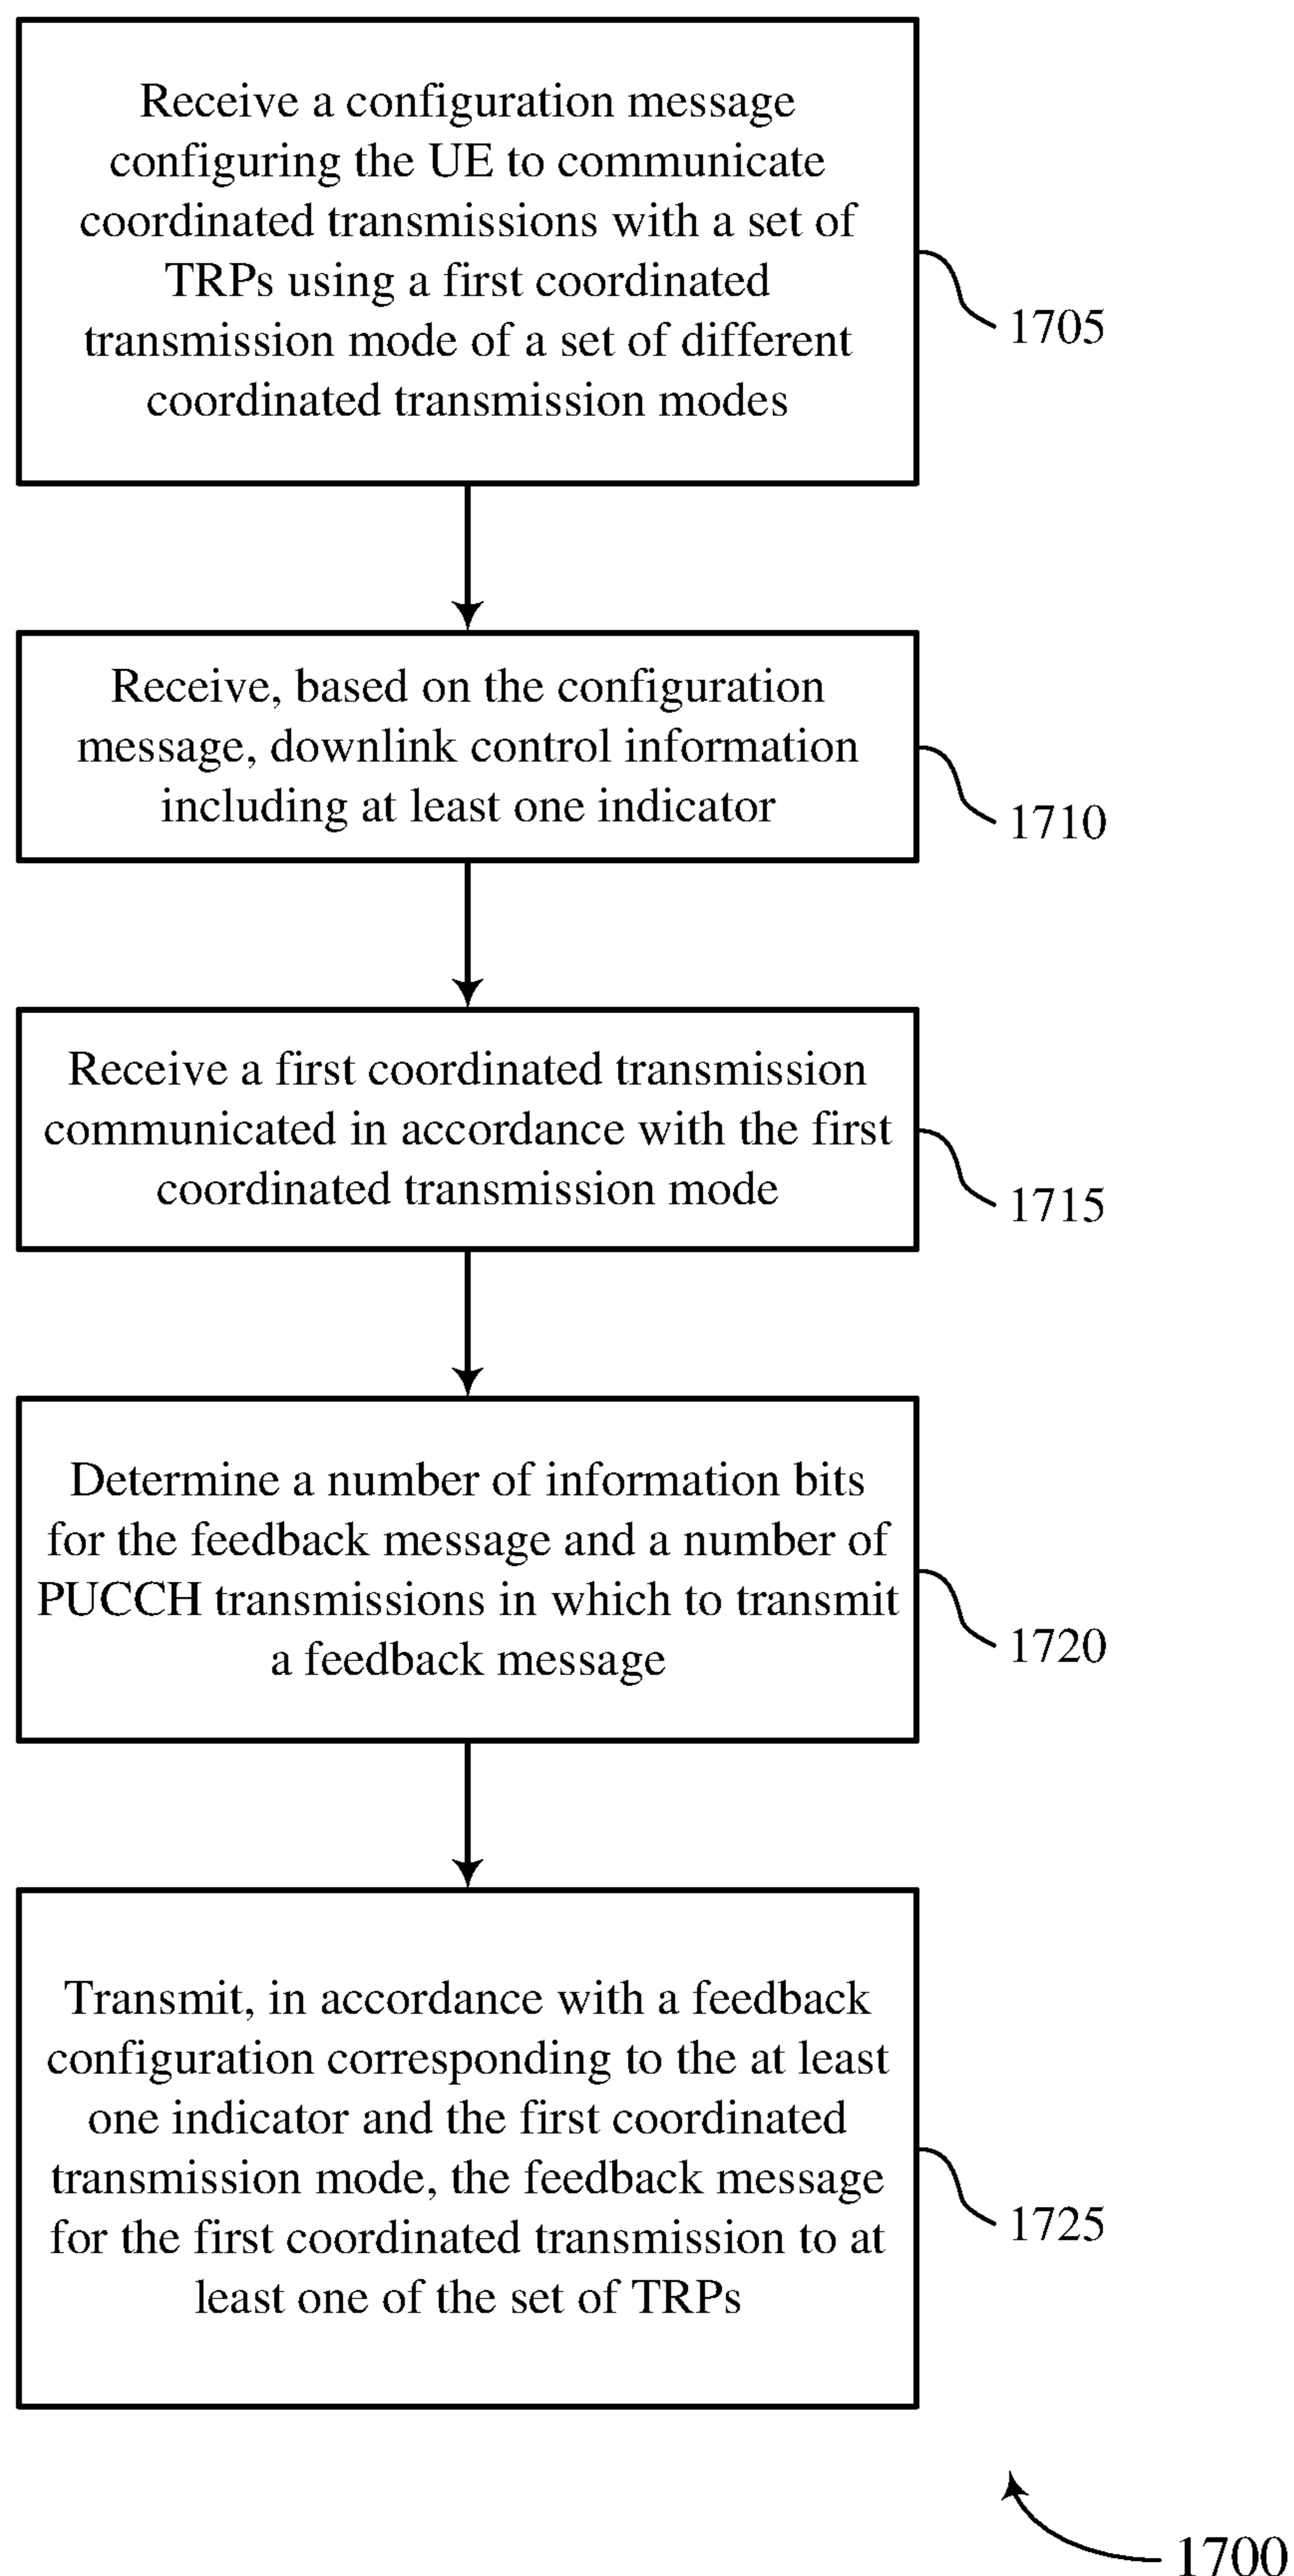 Receive a configuration message
configuring the UE to communicate
coordinated transmissions with a set of
TRPs using a first coordinated
transmission mode of a set of different
coordinated transmission modes
1705
Receive, based on the configuration
message, downlink control information
including at least one indicator
1710
Receive a first coordinated transmission
communicated in accordance with the first
coordinated transmission mode
1715
Determine a number of information bits
for the feedback message and a number of
PUCCH transmissions in which to transmit
a feedback message
1720
Transmit, in accordance with a feedback
configuration corresponding to the at least
one indicator and the first coordinated
transmission mode, the feedback message
for the first coordinated transmission to at
least one of the set of TRPs
1725
1700